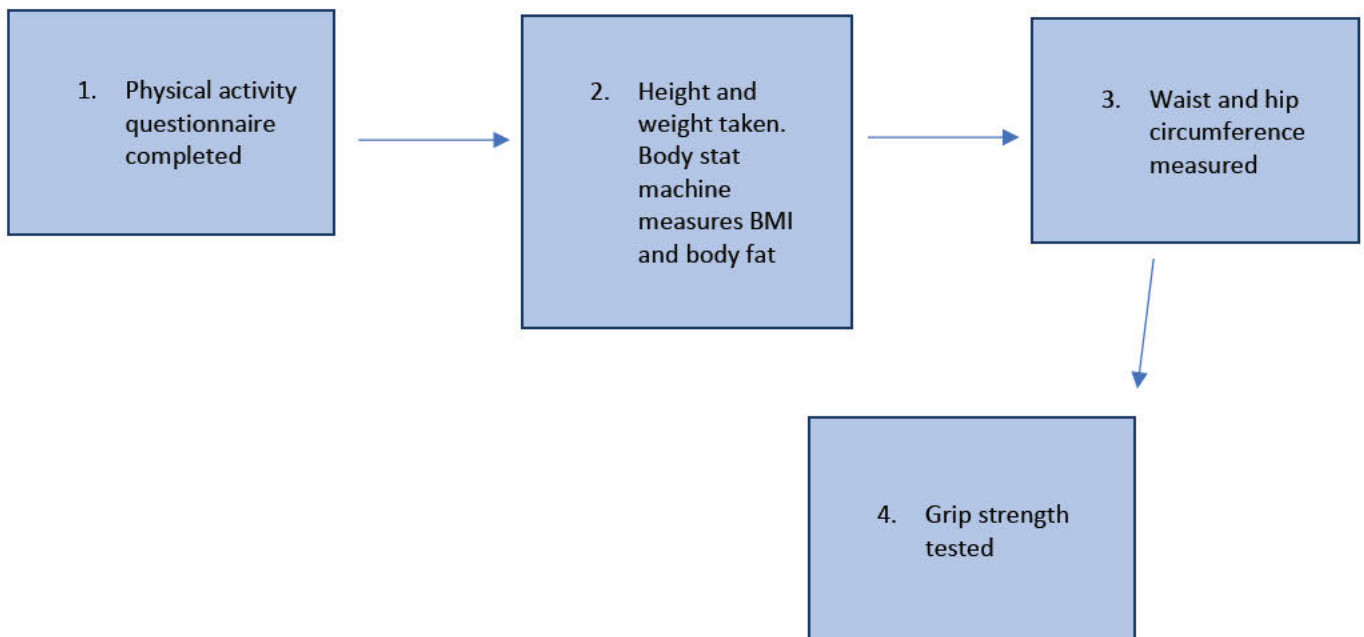 1. Physical activity
questionnaire
completed
2. Height and
weight taken.
Body stat
machine
measures BMI
and body fat
3. Waist and hip
circumference
measured
4. Grip strength
tested